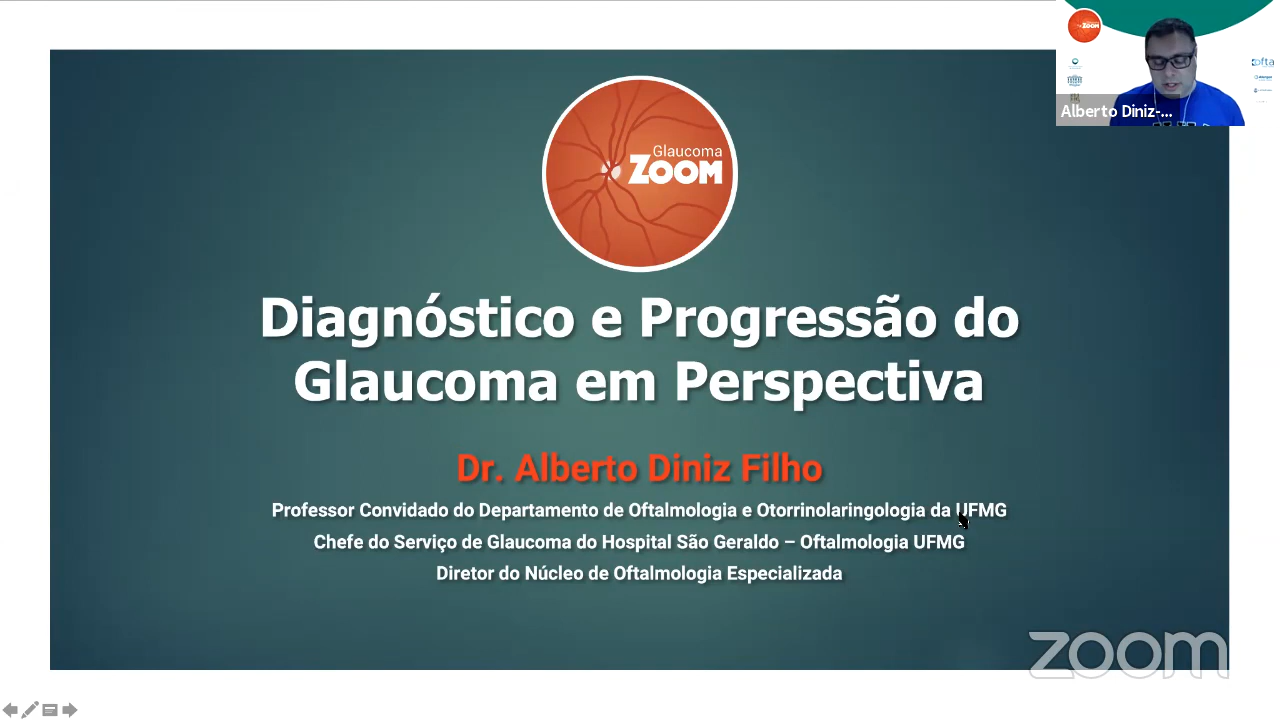 Glaucoma
ZOOM
Diagnóstico e Progressão do
Glaucoma em Perspectiva
Dr. Alberto Diniz Filho
Professor Convidado do Departamento de Oftalmologia e Otorrinolaringologia da UFMG
Chefe do Serviço de Glaucoma do Hospital São Geraldo – Oftalmologia UFMG
Diretor do Núcleo de Oftalmologia Especializada
zoom
ZOOM
ofta
Alberto Diniz-...